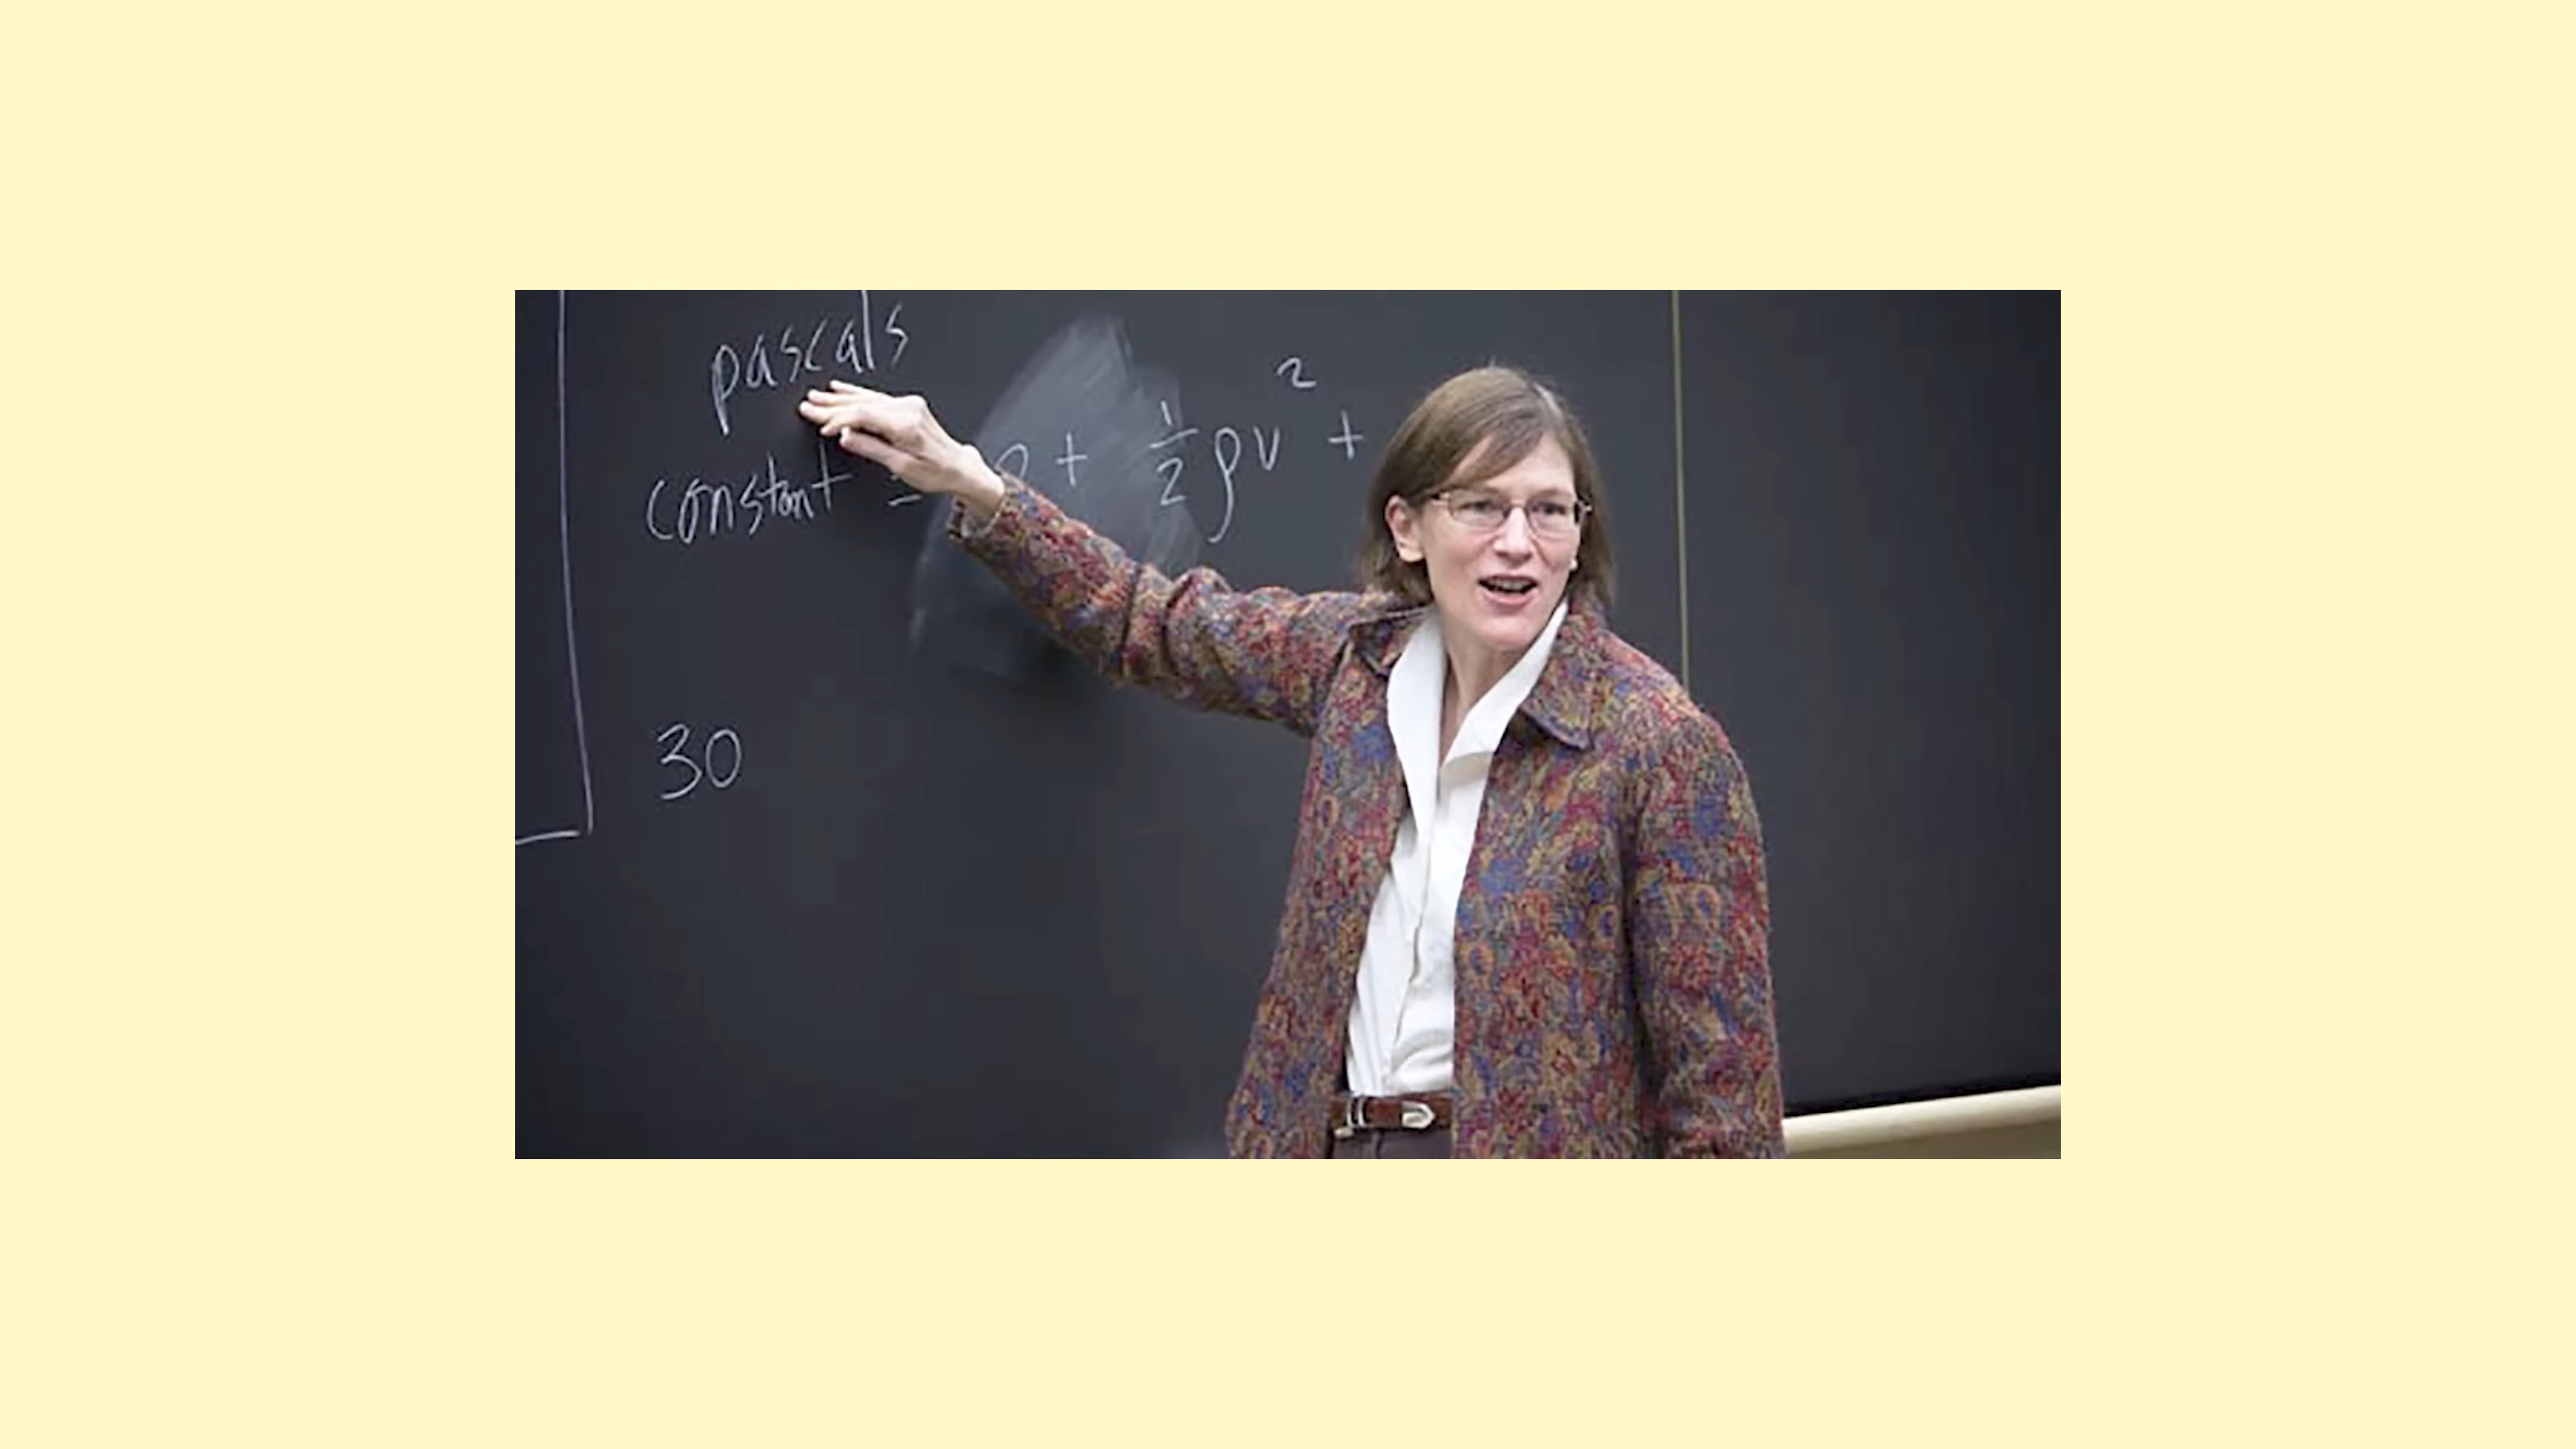 pascals
constant = p + ½ρv² +
30